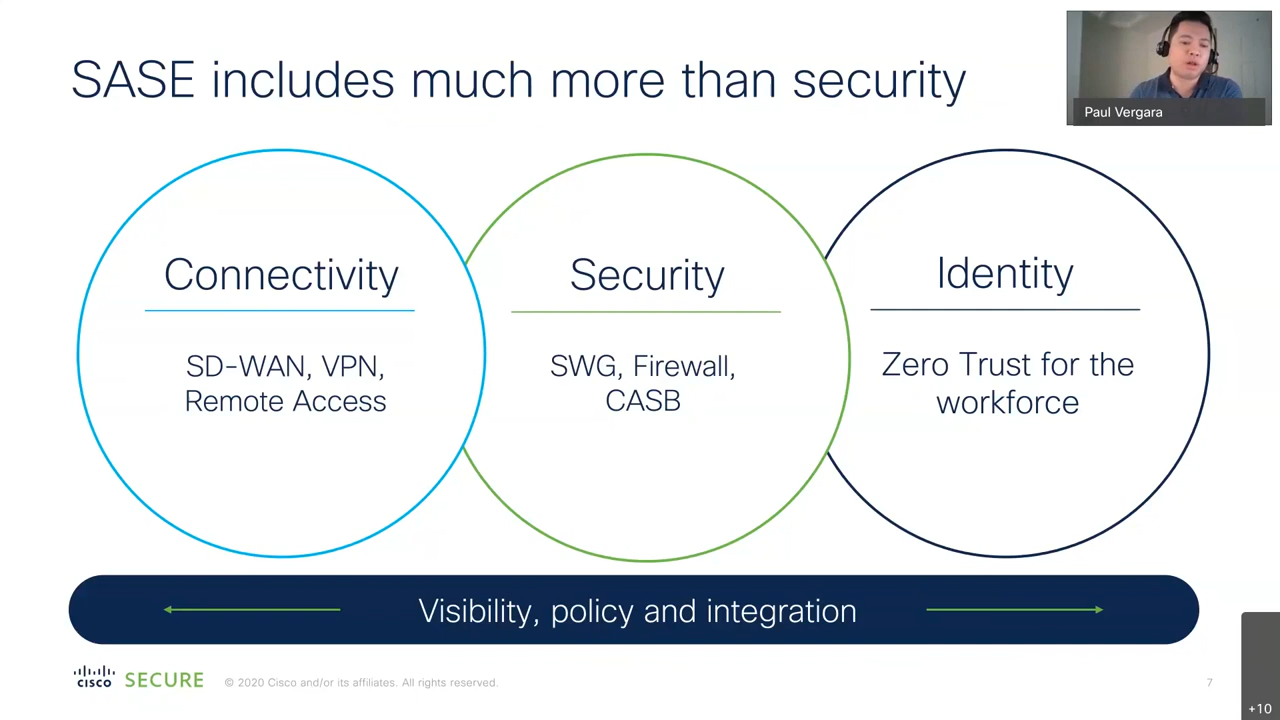 SASE includes much more than security
Paul Vergara
Connectivity
SD-WAN, VPN,
Remote Access
Security
SWG, Firewall,
CASB
Identity
Zero Trust for the
workforce
Visibility, policy and integration
CISCO SECURE © 2020 Cisco and/or its affiliates. All rights reserved. 7
+10